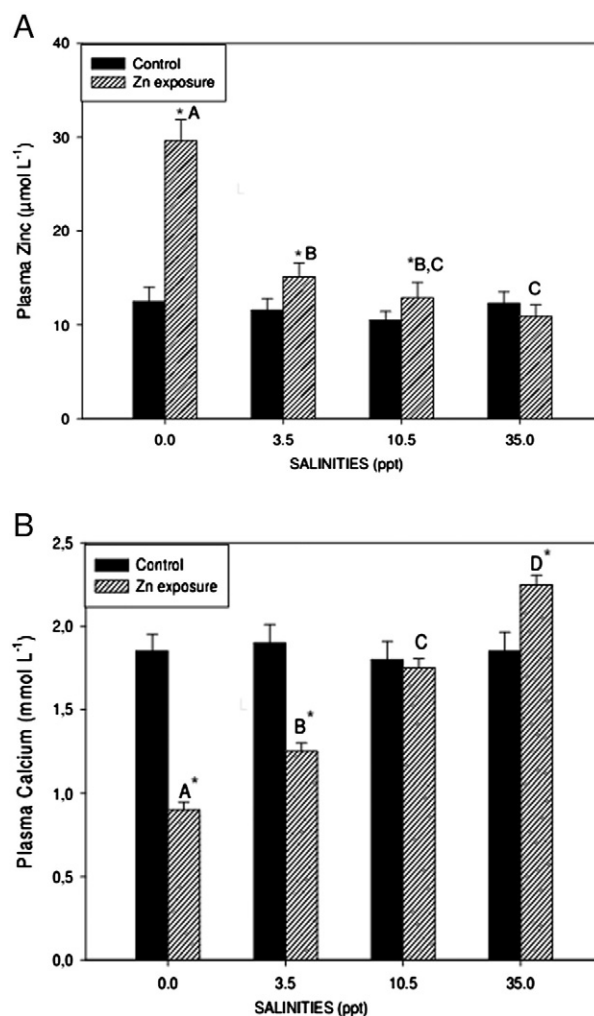 A
40
Control
Zn exposure
*A
30
Plasma Zinc (µmol L⁻¹)
20
*B
*B,C
C
10
0
0.0 3.5 10.5 35.0
SALINITIES (ppt)
B
2,5
Control
Zn exposure
D*
2,0
C
Plasma Calcium (mmol L⁻¹)
1,5
B*
1,0
A*
0,5
0,0
0.0 3.5 10.5 35.0
SALINITIES (ppt)